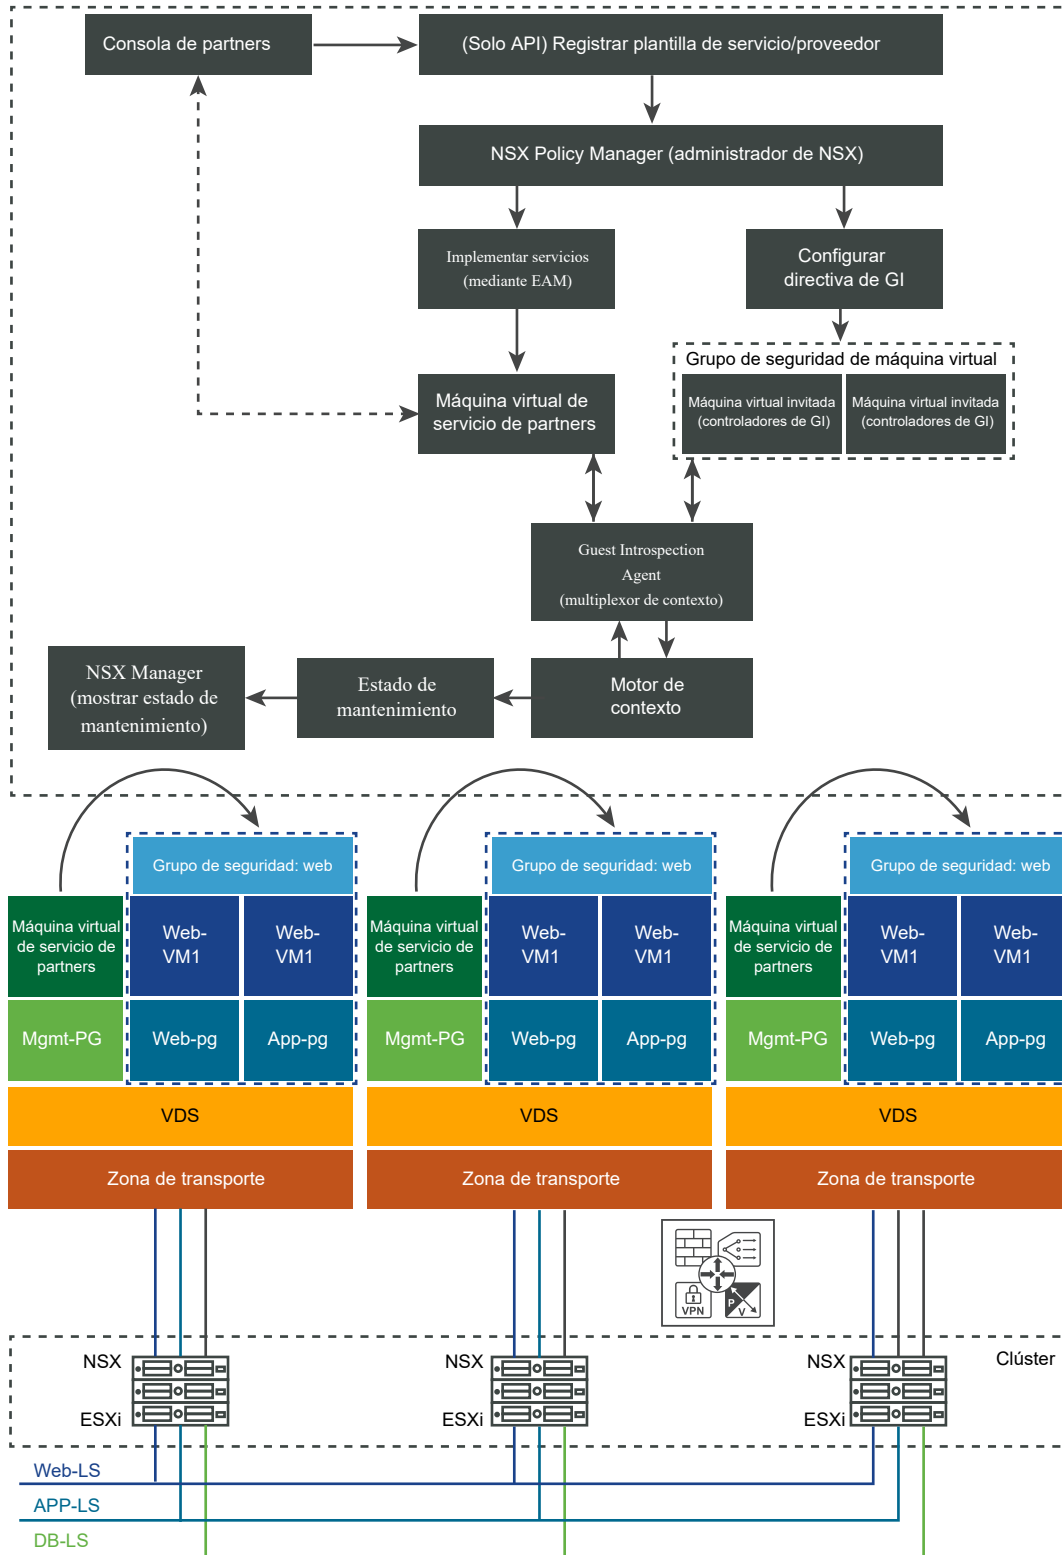 Consola de partners
(Solo API) Registrar plantilla de servicio/proveedor
NSX Policy Manager (administrador de NSX)
Implementar servicios
(mediante EAM)
Configurar
directiva de GI
Grupo de seguridad de máquina virtual
Máquina virtual invitada
(controladores de GI)
Máquina virtual invitada
(controladores de GI)
Máquina virtual de
servicio de partners
Guest Introspection
Agent
(multiplexor de contexto)
NSX Manager
(mostrar estado de
mantenimiento)
Estado de
mantenimiento
Motor de
contexto
Grupo de seguridad: web
Máquina virtual
de servicio de
partners
Web-
VM1
Web-
VM1
Mgmt-PG
Web-pg
App-pg
VDS
Zona de transporte
Grupo de seguridad: web
Máquina virtual
de servicio de
partners
Web-
VM1
Web-
VM1
Mgmt-PG
Web-pg
App-pg
VDS
Zona de transporte
Grupo de seguridad: web
Máquina virtual
de servicio de
partners
Web-
VM1
Web-
VM1
Mgmt-PG
Web-pg
App-pg
VDS
Zona de transporte
VPN
P
V
NSX
ESXi
NSX
ESXi
NSX
ESXi
Clúster
Web-LS
APP-LS
DB-LS